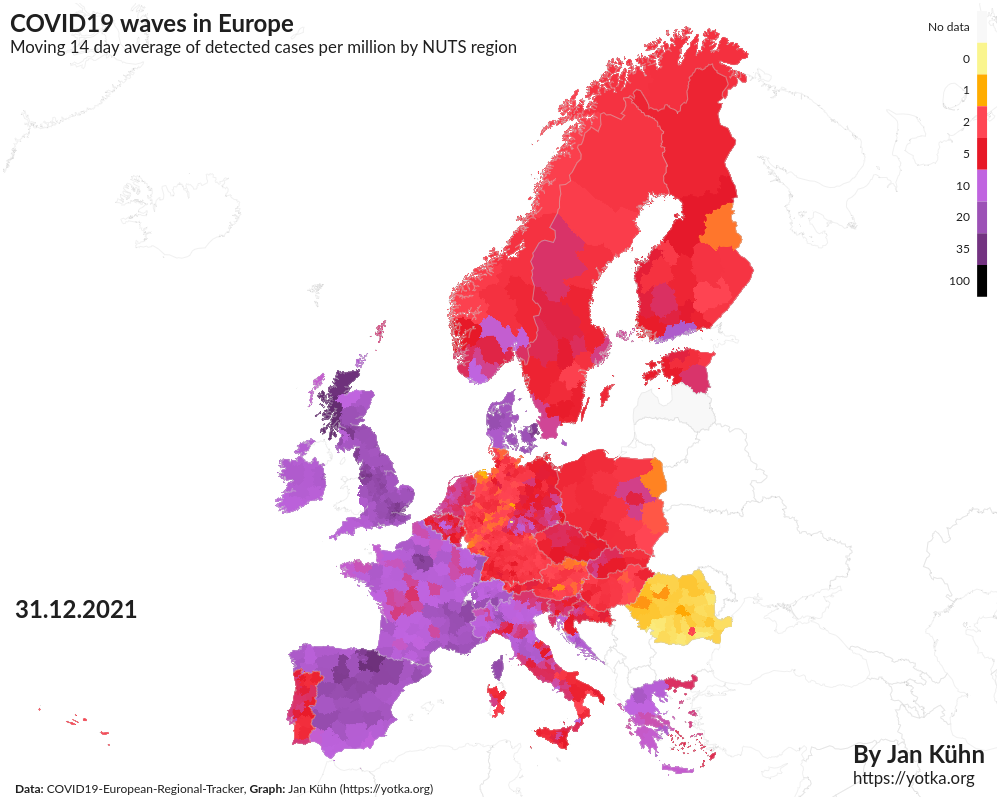 COVID19 waves in Europe
Moving 14 day average of detected cases per million by NUTS region
No data
0
1
2
5
10
20
35
100
31.12.2021
By Jan Kühn
https://yotka.org
Data: COVID19-European-Regional-Tracker, Graph: Jan Kühn (https://yotka.org)